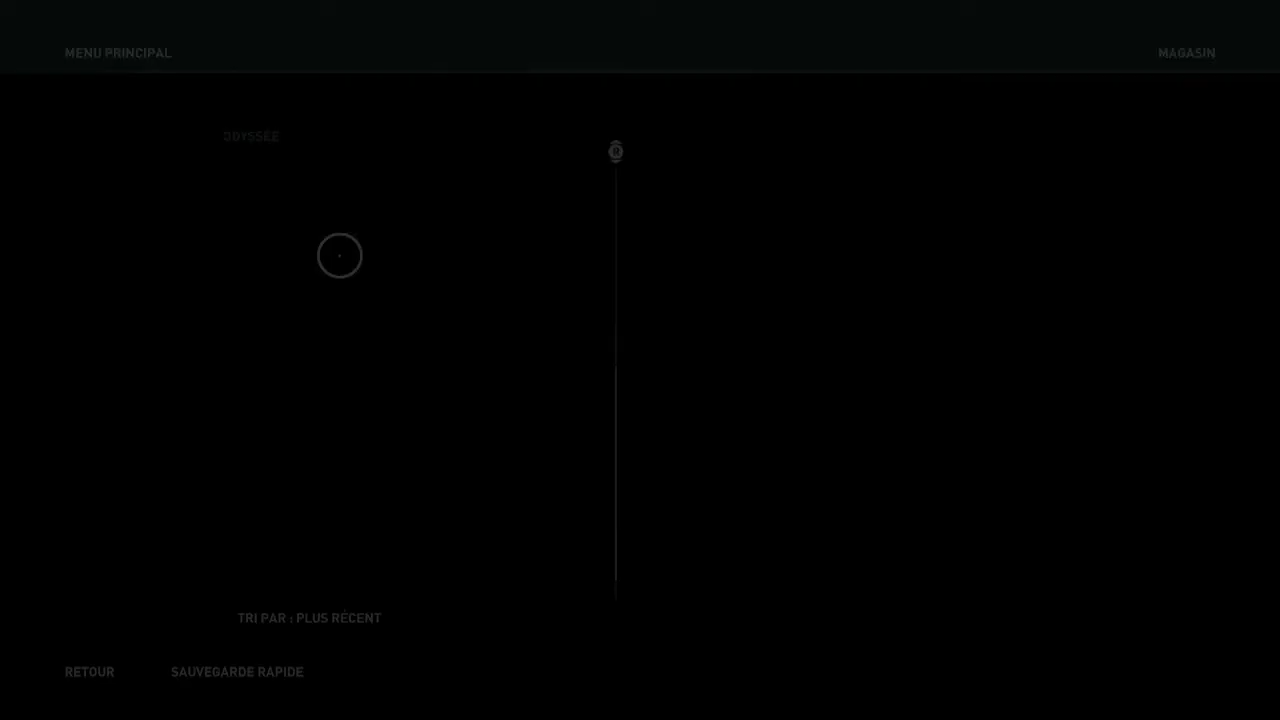 MENU PRINCIPAL
MAGASIN
ODYSSÉE
R
TRI PAR : PLUS RÉCENT
RETOUR
SAUVEGARDE RAPIDE